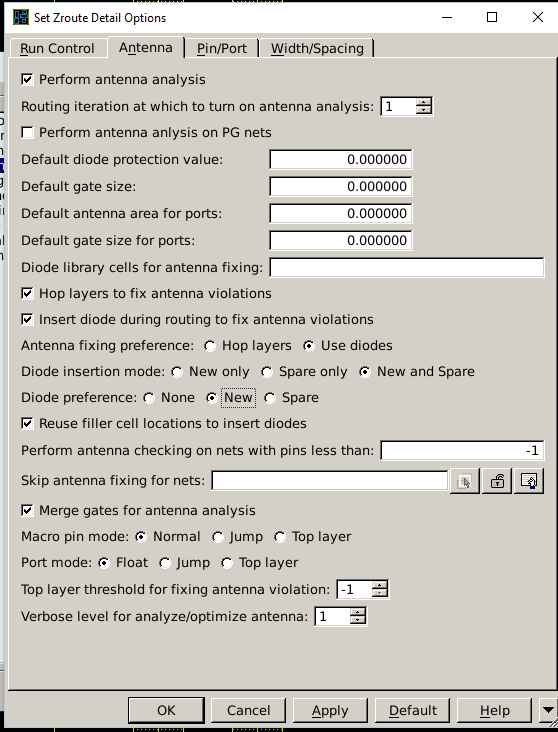 Set Zroute Detail Options
Run Control Antenna Pin/Port Width/Spacing
Perform antenna analysis
Routing iteration at which to turn on antenna analysis: 1
Perform antenna anlysis on PG nets
Default diode protection value: 0.000000
Default gate size: 0.000000
Default antenna area for ports: 0.000000
Default gate size for ports: 0.000000
Diode library cells for antenna fixing:
Hop layers to fix antenna violations
Insert diode during routing to fix antenna violations
Antenna fixing preference: Hop layers Use diodes
Diode insertion mode: New only Spare only New and Spare
Diode preference: None New Spare
Reuse filler cell locations to insert diodes
Perform antenna checking on nets with pins less than: -1
Skip antenna fixing for nets:
Merge gates for antenna analysis
Macro pin mode: Normal Jump Top layer
Port mode: Float Jump Top layer
Top layer threshold for fixing antenna violation: -1
Verbose level for analyze/optimize antenna: 1
OK Cancel Apply Default Help